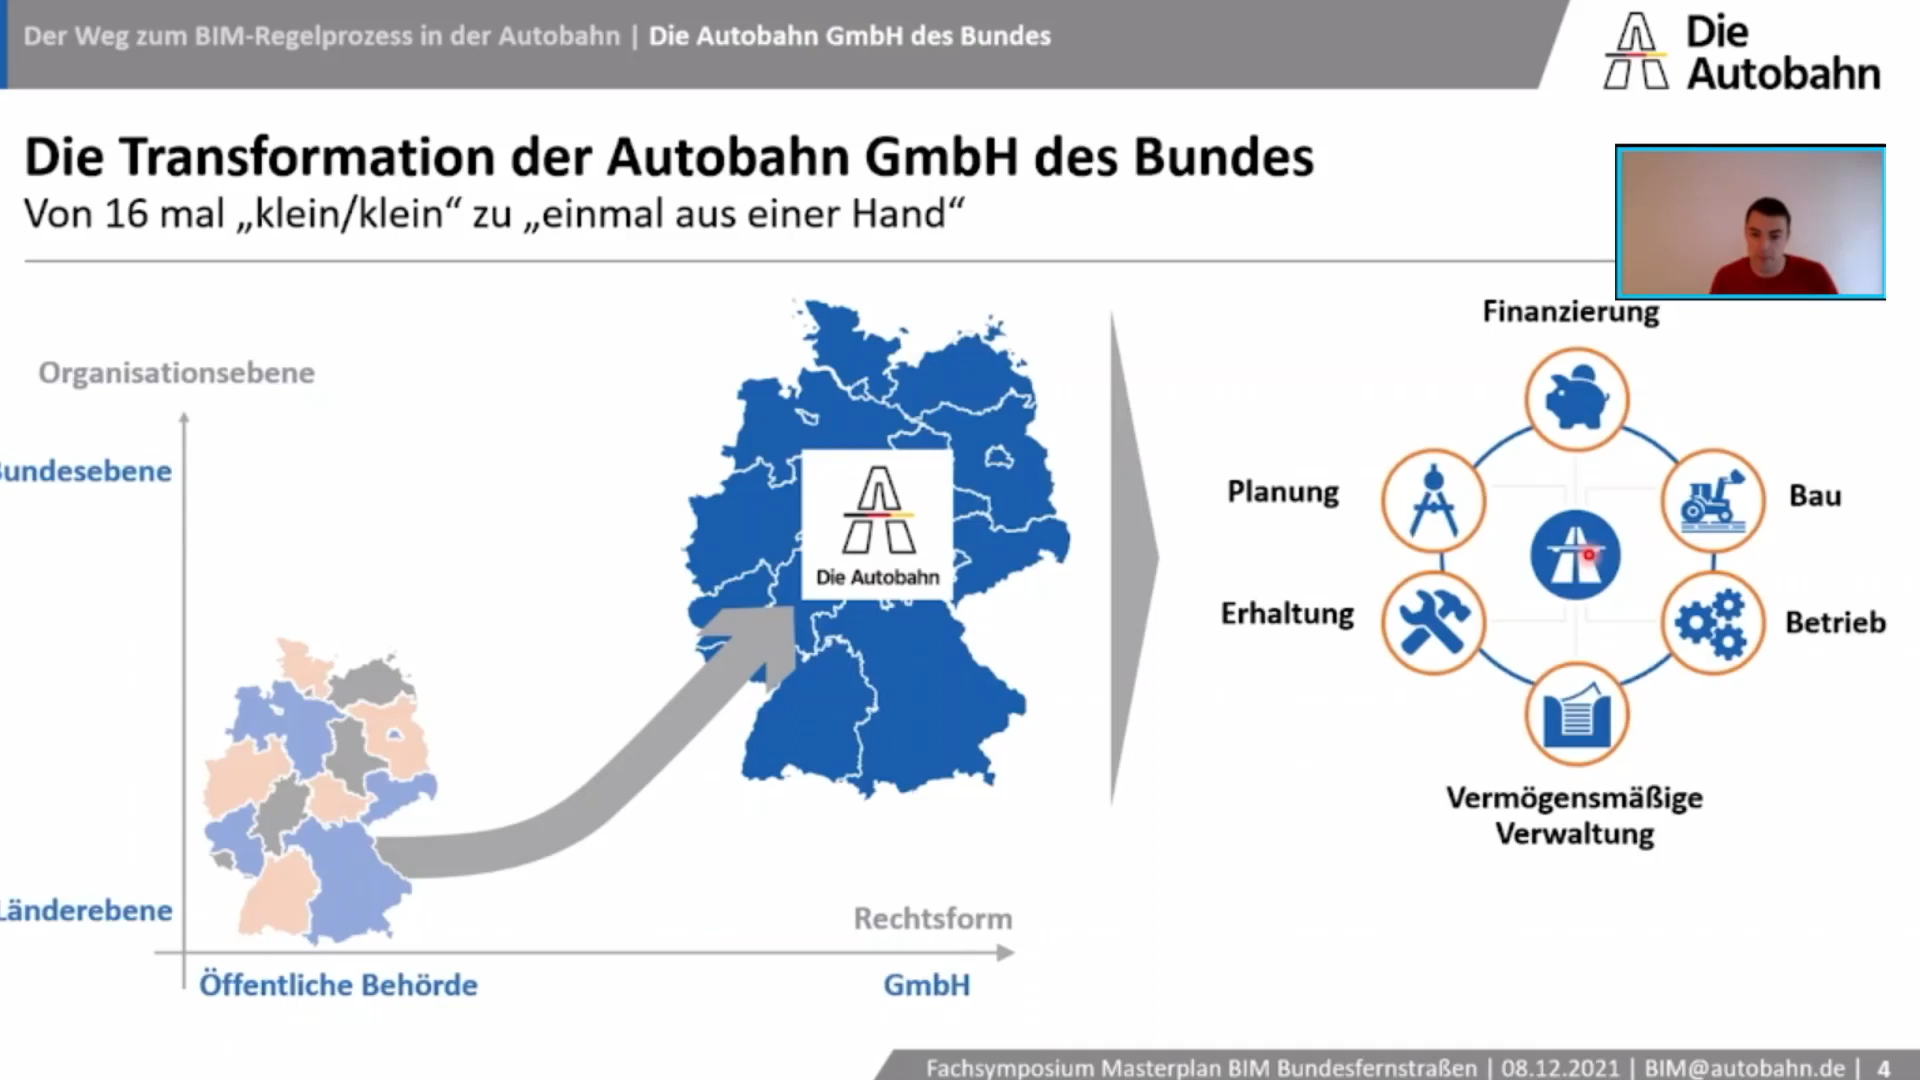 Der Weg zum BIM-Regelprozess in der Autobahn | Die Autobahn GmbH des Bundes
Die
Autobahn
Die Transformation der Autobahn GmbH des Bundes
Von 16 mal „klein/klein“ zu „einmal aus einer Hand“
Organisationsebene
undesebene
Länderebene
Öffentliche Behörde
Rechtsform
GmbH
Die Autobahn
Finanzierung
Planung
Bau
Erhaltung
Betrieb
Vermögensmäßige
Verwaltung
Fachsymposium Masterplan BIM Bundesfernstraßen | 08.12.2021 | BIM@autobahn.de | 4